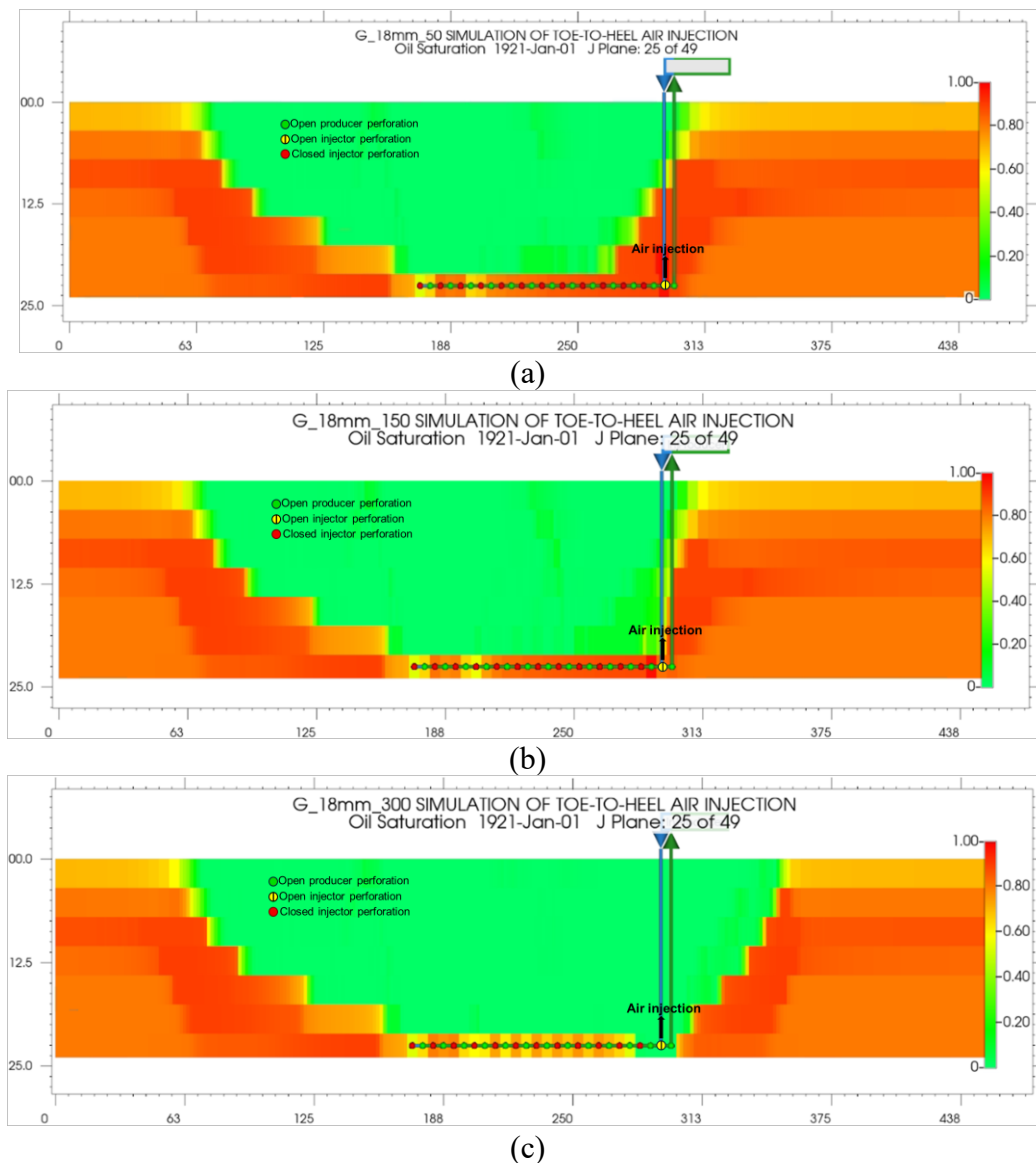 G_18mm_50 SIMULATION OF TOE-TO-HEEL AIR INJECTION
Oil Saturation 1921-Jan-01 J Plane: 25 of 49
00.0
12.5
25.0
Open producer perforation
Open injector perforation
Closed injector perforation
Air injection
1.00
0.80
0.60
0.40
0.20
0
0 63 125 188 250 313 375 438
(a)
G_18mm_150 SIMULATION OF TOE-TO-HEEL AIR INJECTION
Oil Saturation 1921-Jan-01 J Plane: 25 of 49
00.0
12.5
25.0
Open producer perforation
Open injector perforation
Closed injector perforation
Air injection
1.00
0.80
0.60
0.40
0.20
0
0 63 125 188 250 313 375 438
(b)
G_18mm_300 SIMULATION OF TOE-TO-HEEL AIR INJECTION
Oil Saturation 1921-Jan-01 J Plane: 25 of 49
00.0
12.5
25.0
Open producer perforation
Open injector perforation
Closed injector perforation
Air injection
1.00
0.80
0.60
0.40
0.20
0
0 63 125 188 250 313 375 438
(c)